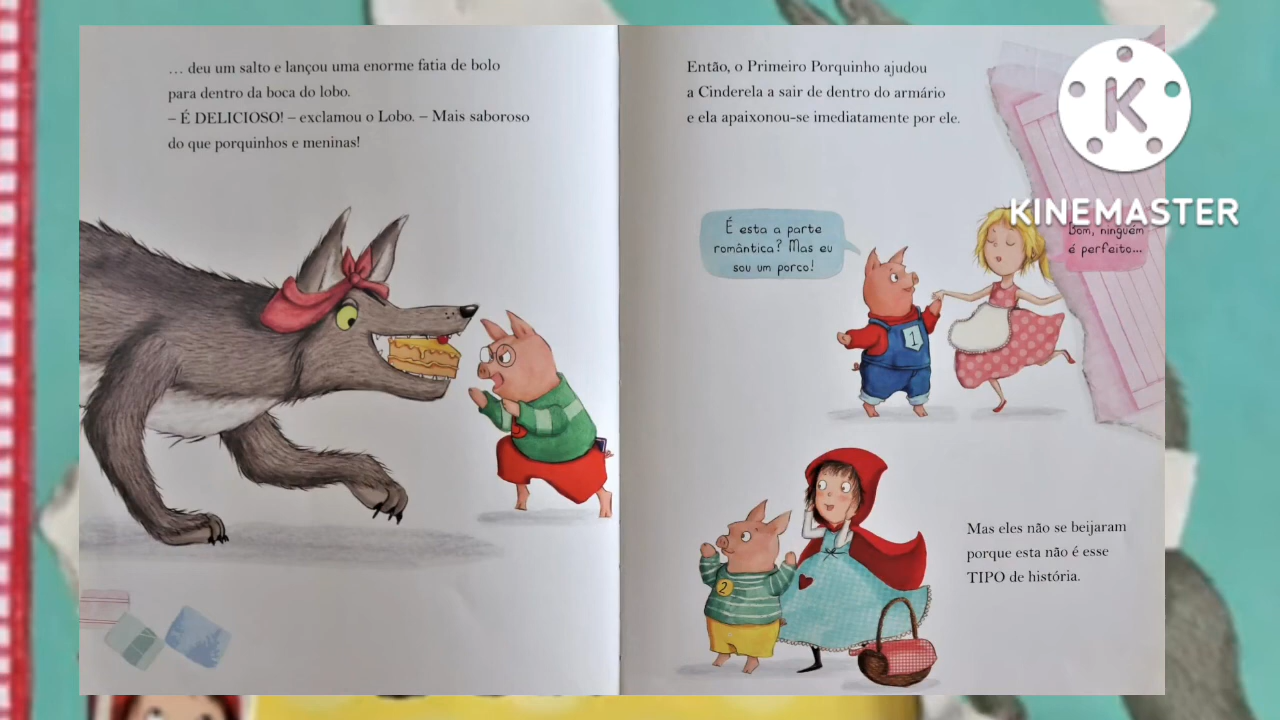 … deu um salto e lançou uma enorme fatia de bolo
para dentro da boca do lobo.
– É DELICIOSO! – exclamou o Lobo. – Mais saboroso
do que porquinhos e meninas!
Então, o Primeiro Porquinho ajudou
a Cinderela a sair de dentro do armário
e ela apaixonou-se imediatamente por ele.
É esta a parte
romântica? Mas eu
sou um porco!
Bom, ninguém
é perfeito...
1
2
Mas eles não se beijaram
porque esta não é esse
TIPO de história.
K
KINEMASTER